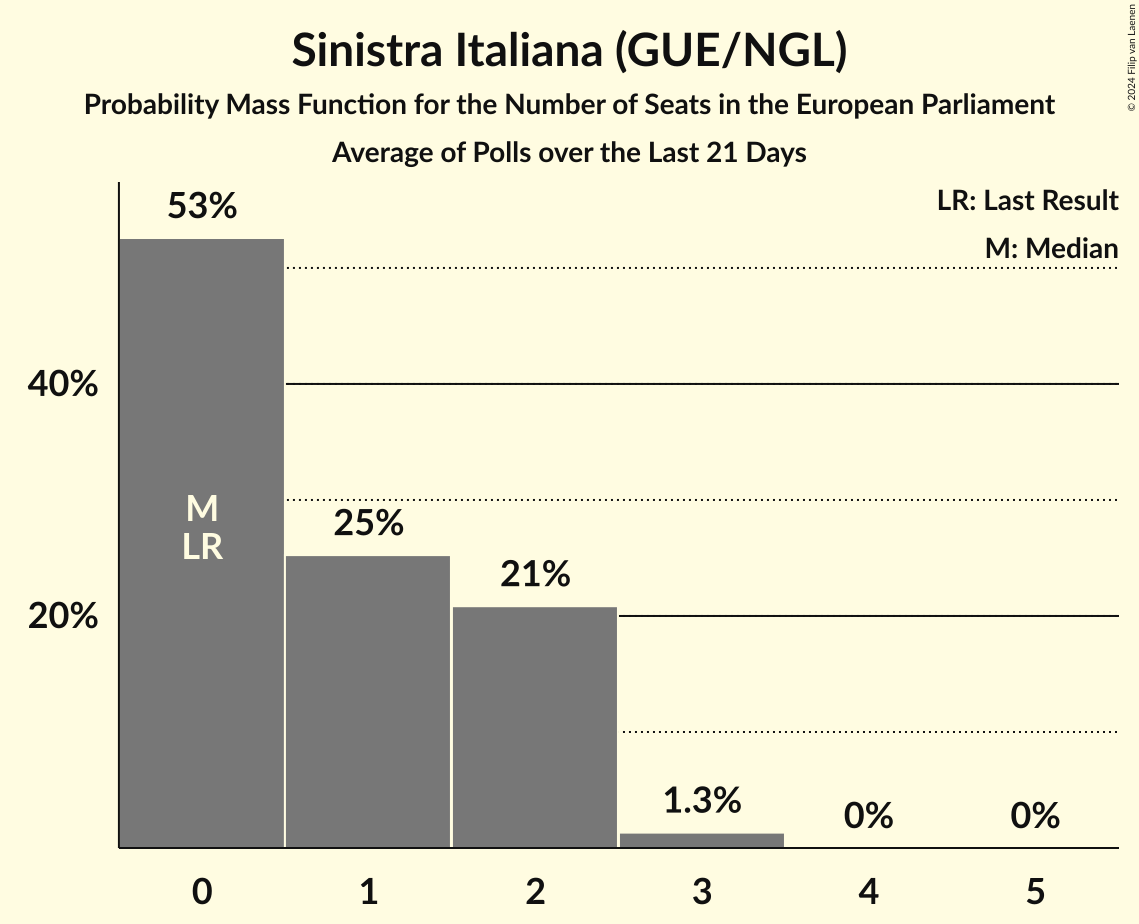 Sinistra Italiana (GUE/NGL)
Probability Mass Function for the Number of Seats in the European Parliament
Average of Polls over the Last 21 Days
© 2024 Filip van Laenen
LR: Last Result
M: Median
53%
40%
M
LR
25%
21%
20%
1.3%
0%
0%
0
1
2
3
4
5